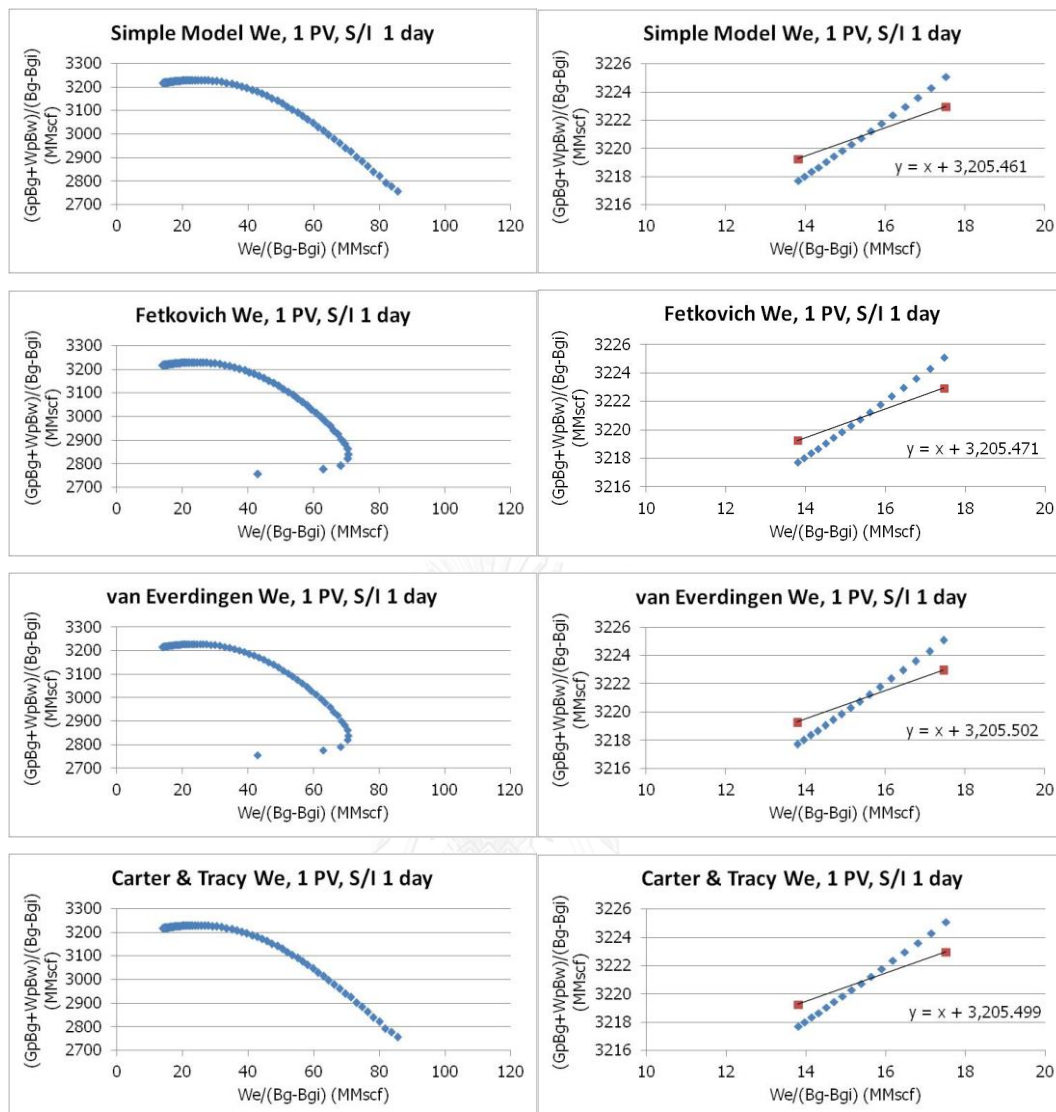 Simple Model We, 1 PV, S/I 1 day
(GpBg+WpBw)/(Bg-Bgi)
(MMscf)
3300
3200
3100
3000
2900
2800
2700
0 20 40 60 80 100 120
We/(Bg-Bgi) (MMscf)
Simple Model We, 1 PV, S/I 1 day
(GpBg+WpBw)/(Bg-Bgi)
(MMscf)
3226
3224
3222
3220
3218
3216
y = x + 3,205.461
10 12 14 16 18 20
We/(Bg-Bgi) (MMscf)
Fetkovich We, 1 PV, S/I 1 day
(GpBg+WpBw)/(Bg-Bgi)
(MMscf)
3300
3200
3100
3000
2900
2800
2700
0 20 40 60 80 100 120
We/(Bg-Bgi) (MMscf)
Fetkovich We, 1 PV, S/I 1 day
(GpBg+WpBw)/(Bg-Bgi)
(MMscf)
3226
3224
3222
3220
3218
3216
y = x + 3,205.471
10 12 14 16 18 20
We/(Bg-Bgi) (MMscf)
van Everdingen We, 1 PV, S/I 1 day
(GpBg+WpBw)/(Bg-Bgi)
(MMscf)
3300
3200
3100
3000
2900
2800
2700
0 20 40 60 80 100 120
We/(Bg-Bgi) (MMscf)
van Everdingen We, 1 PV, S/I 1 day
(GpBg+WpBw)/(Bg-Bgi)
(MMscf)
3226
3224
3222
3220
3218
3216
y = x + 3,205.502
10 12 14 16 18 20
We/(Bg-Bgi) (MMscf)
Carter & Tracy We, 1 PV, S/I 1 day
(GpBg+WpBw)/(Bg-Bgi)
(MMscf)
3300
3200
3100
3000
2900
2800
2700
0 20 40 60 80 100 120
We/(Bg-Bgi) (MMscf)
Carter & Tracy We, 1 PV, S/I 1 day
(GpBg+WpBw)/(Bg-Bgi)
(MMscf)
3226
3224
3222
3220
3218
3216
y = x + 3,205.499
10 12 14 16 18 20
We/(Bg-Bgi) (MMscf)